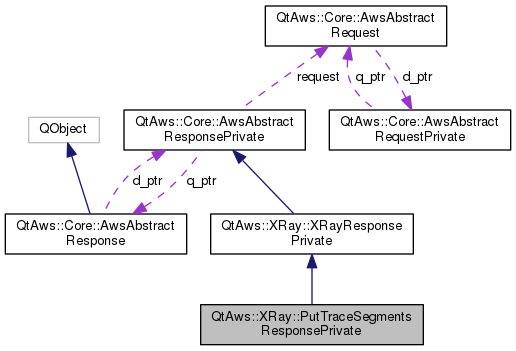 QtAws::Core::AwsAbstract
Request
request
q_ptr
d_ptr
QObject
QtAws::Core::AwsAbstract
ResponsePrivate
QtAws::Core::AwsAbstract
RequestPrivate
d_ptr
q_ptr
QtAws::Core::AwsAbstract
Response
QtAws::XRay::XRayResponse
Private
QtAws::XRay::PutTraceSegments
ResponsePrivate